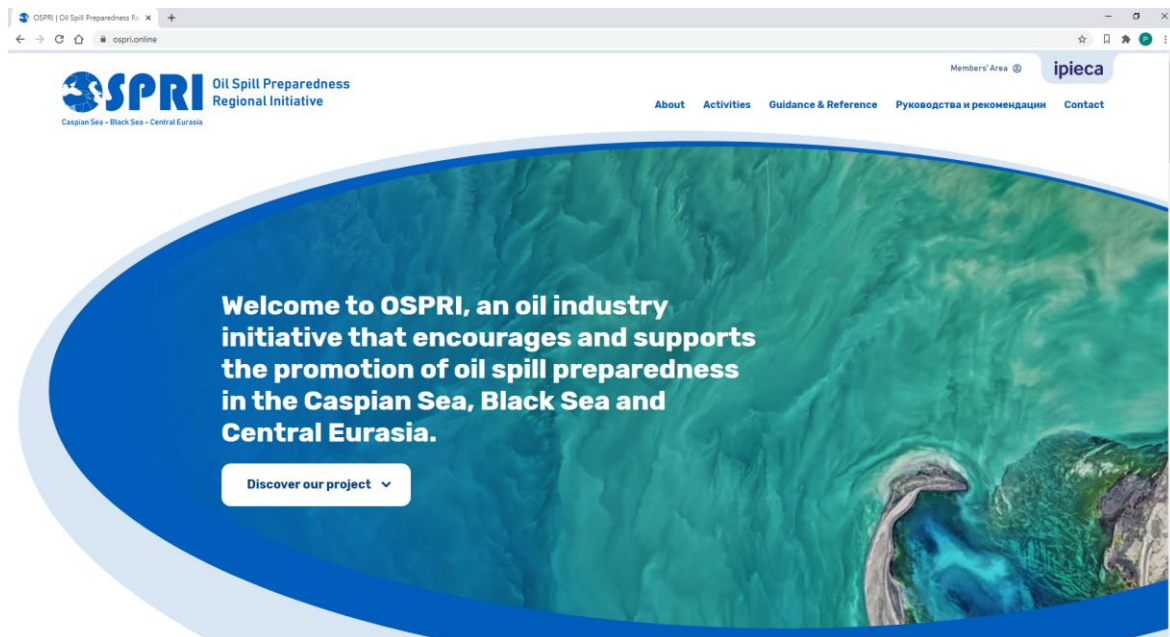 OSPRI | Oil Spill Preparedness Re
ospri.online
P
Members' Area
ipieca
OSPRI
Oil Spill Preparedness
Regional Initiative
Caspian Sea – Black Sea – Central Eurasia
About Activities Guidance & Reference Руководства и рекомендации Contact
Welcome to OSPRI, an oil industry
initiative that encourages and supports
the promotion of oil spill preparedness
in the Caspian Sea, Black Sea and
Central Eurasia.
Discover our project